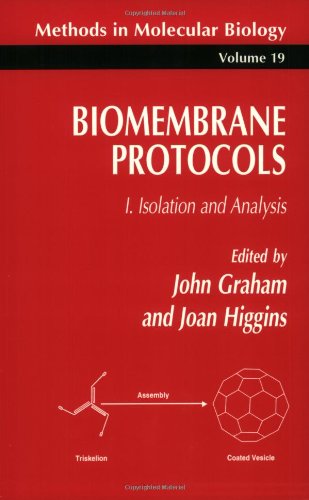 Methods in Molecular Biology
Volume 19
BIOMEMBRANE
PROTOCOLS
I. Isolation and Analysis
Edited by
John Graham
and Joan Higgins
Assembly
Triskelion
Coated Vesicle